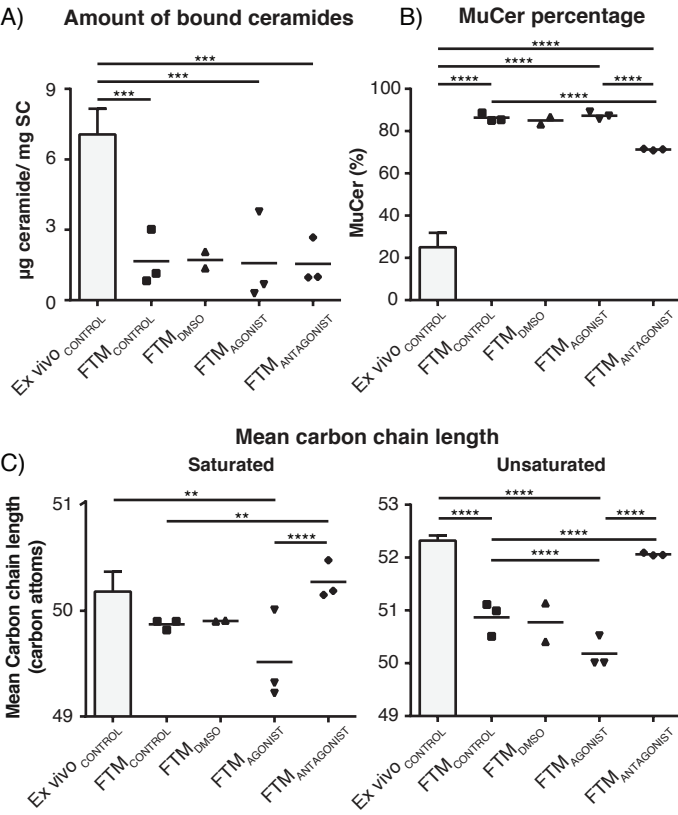 A)
Amount of bound ceramides
***
***
***
9
6
3
0
µg ceramide/ mg SC
Ex vivo CONTROL
FTM CONTROL
FTM DMSO
FTM AGONIST
FTM ANTAGONIST
B)
MuCer percentage
****
****
**** ****
****
100
80
60
40
20
0
MuCer (%)
Ex vivo CONTROL
FTM CONTROL
FTM DMSO
FTM AGONIST
FTM ANTAGONIST
Mean carbon chain length
C)
Saturated
**
**
****
51
50
49
Mean Carbon chain length
(carbon attoms)
Ex vivo CONTROL
FTM CONTROL
FTM DMSO
FTM AGONIST
FTM ANTAGONIST
Unsaturated
****
**** ****
****
****
53
52
51
50
49
Ex vivo CONTROL
FTM CONTROL
FTM DMSO
FTM AGONIST
FTM ANTAGONIST